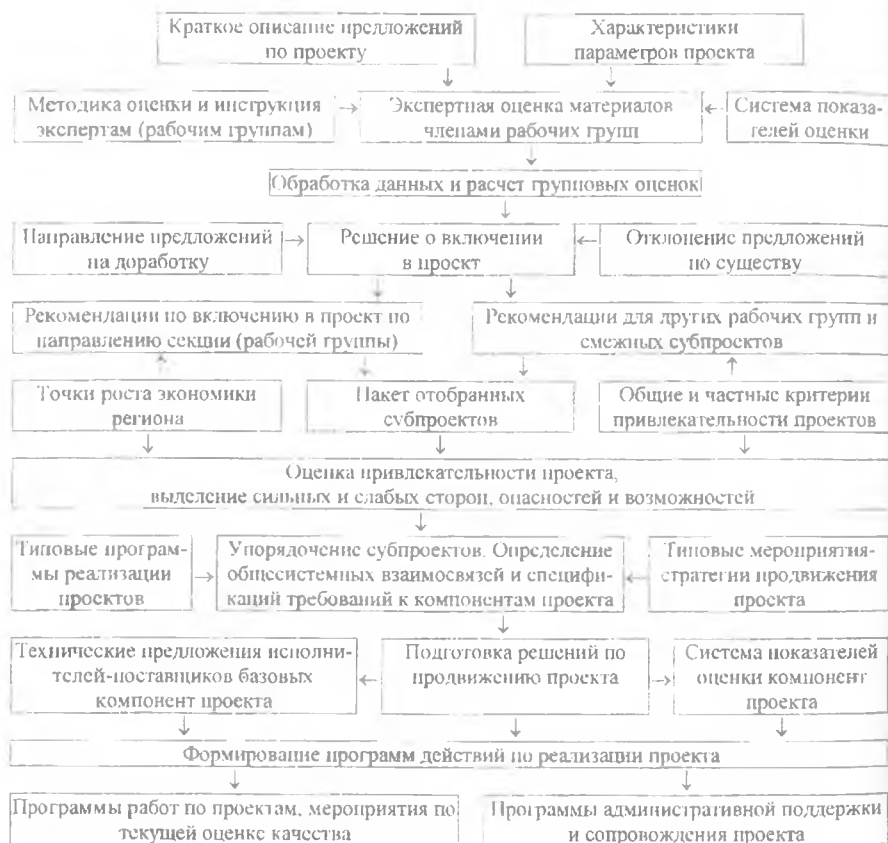 Краткое описание предложений
по проекту
Характеристики
параметров проекта
Методика оценки и инструкция
экспертам (рабочим группам)
Экспертная оценка материалов
членами рабочих групп
Система показа-
телей оценки
Обработка данных и расчет групповых оценок
Направление предложений
на доработку
Решение о включении
в проект
Отклонение предложений
по существу
Рекомендации по включению в проект по
направлению секции (рабочей группы)
Рекомендации для других рабочих групп и
смежных субпроектов
Точки роста экономики
региона
Пакет отобранных
субпроектов
Общие и частные критерии
привлекательности проектов
Оценка привлекательности проекта,
выделение сильных и слабых сторон, опасностей и возможностей
Типовые програм-
мы реализации
проектов
Упорядочение субпроектов. Определение
общесистемных взаимосвязей и специфи-
каций требований к компонентам проекта
Типовые мероприятия-
стратегии продвижения
проекта
Технические предложения исполни-
телей-поставщиков базовых
компонент проекта
Подготовка решений по
продвижению проекта
Система показателей
оценки компонент
проекта
Формирование программ действий по реализации проекта
Программы работ по проектам, мероприятия по
текущей оценке качества
Программы административной поддержки
и сопровождения проекта